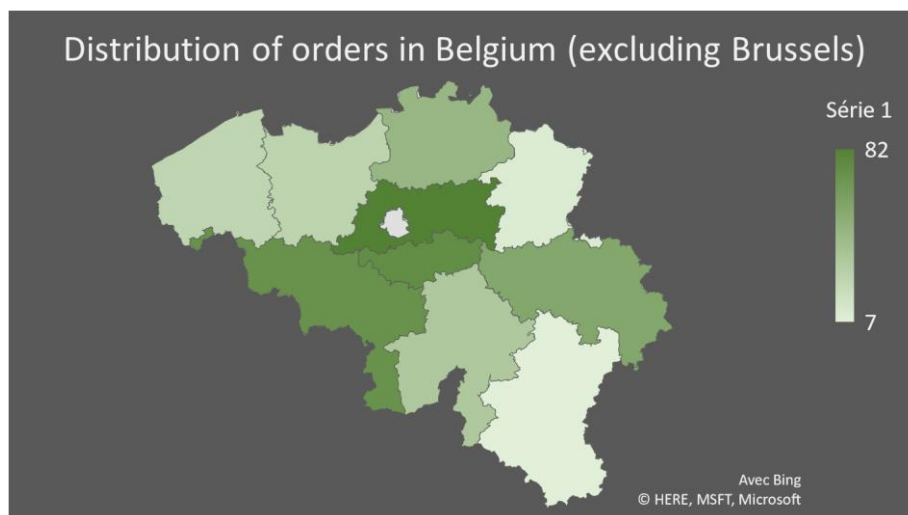 Distribution of orders in Belgium (excluding Brussels)
Série 1
82
7
Avec Bing
© HERE, MSFT, Microsoft